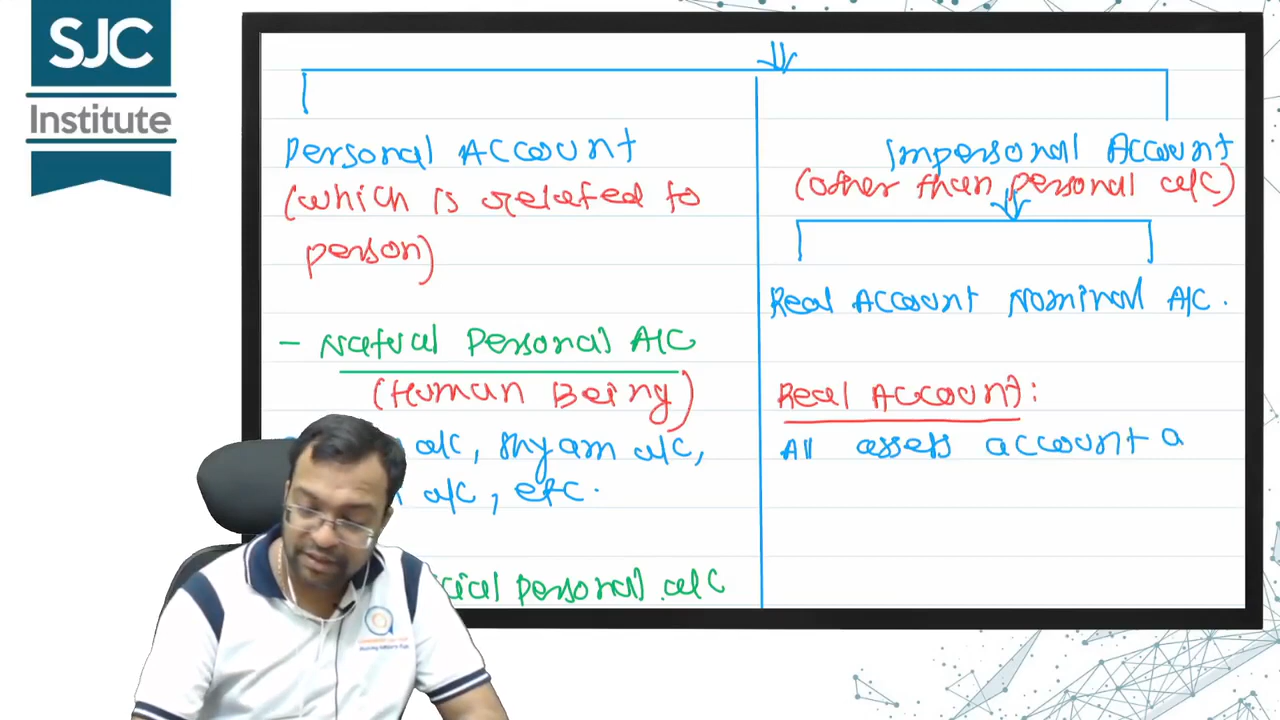 SJC
Institute
Personal Account
(which is related to
person)
- Natural Personal A/C
(Human Being)
a/c, Shyam a/c,
a/c, etc.
cial personal a/c
Impersonal Account
(other than personal a/c)
Real Account Nominal A/C.
Real Account:
All assets account a